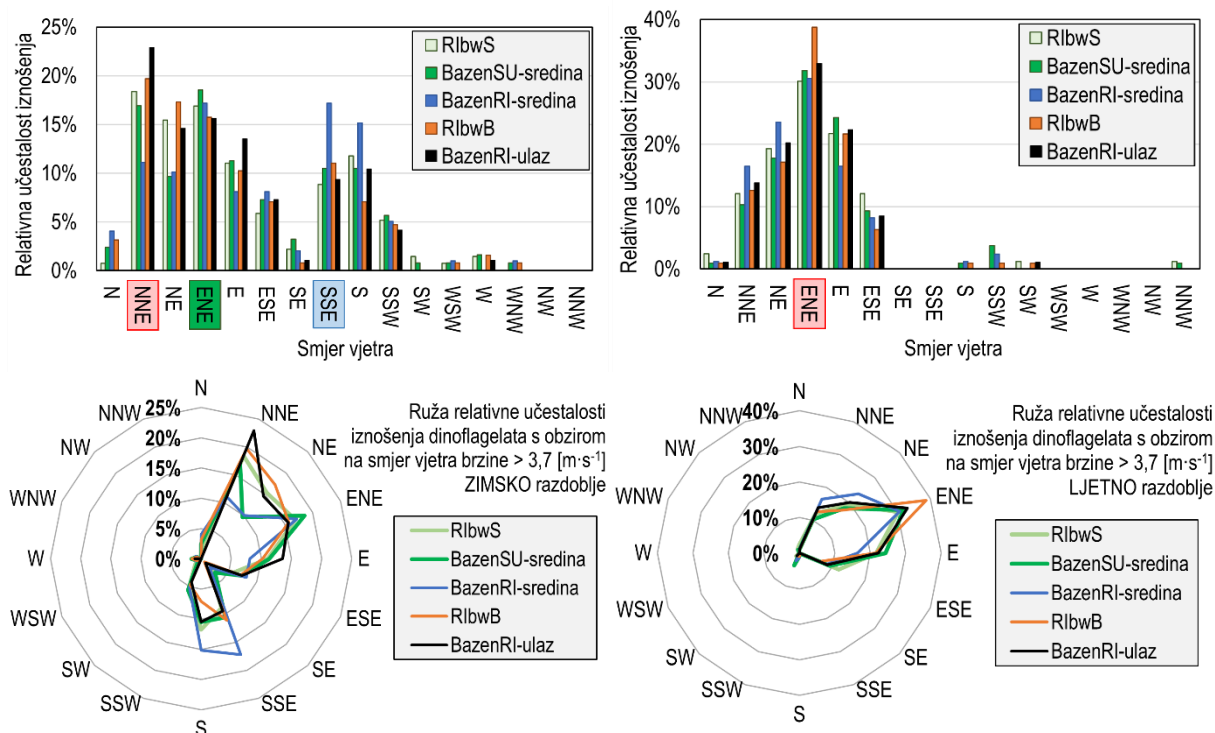 Relativna učestalost iznošenja
25%
20%
15%
10%
5%
0%
RIbwS
BazenSU-sredina
BazenRI-sredina
RIbwB
BazenRI-ulaz
N
NNE
NE
ENE
E
ESE
SE
SSE
S
SSW
SW
WSW
W
WNW
NW
NNW
Smjer vjetra
Relativna učestalost iznošenja
40%
30%
20%
10%
0%
RIbwS
BazenSU-sredina
BazenRI-sredina
RIbwB
BazenRI-ulaz
N
NNE
NE
ENE
E
ESE
SE
SSE
S
SSW
SW
WSW
W
WNW
NW
NNW
Smjer vjetra
Ruža relativne učestalosti
iznošenja dinoflagelata s obzirom
na smjer vjetra brzine > 3,7 [m·s⁻¹]
ZIMSKO razdoblje
N
NNE
NE
ENE
E
ESE
SE
SSE
S
SSW
SW
WSW
W
WNW
NW
NNW
25%
20%
15%
10%
5%
0%
RIbwS
BazenSU-sredina
BazenRI-sredina
RIbwB
BazenRI-ulaz
Ruža relativne učestalosti
iznošenja dinoflagelata s obzirom
na smjer vjetra brzine > 3,7 [m·s⁻¹]
LJETNO razdoblje
N
NNE
NE
ENE
E
ESE
SE
SSE
S
SSW
SW
WSW
W
WNW
NW
NNW
40%
30%
20%
10%
0%
RIbwS
BazenSU-sredina
BazenRI-sredina
RIbwB
BazenRI-ulaz